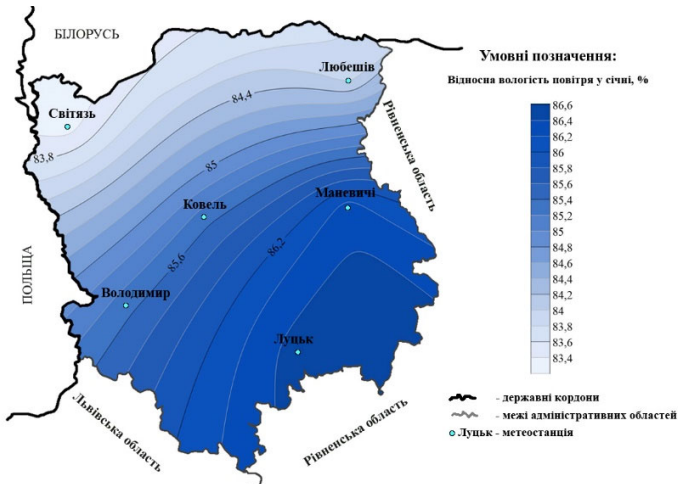 БІЛОРУСЬ
Любешів
84,4
Світязь
83,8
85
Рівненська область
Маневичі
Ковель
85,6
86,2
ПОЛЬЩА
Володимир
Луцьк
Львівська область
Рівненська область
Умовні позначення:
Відносна вологість повітря у січні, %
86,6
86,4
86,2
86
85,8
85,6
85,4
85,2
85
84,8
84,6
84,4
84,2
84
83,8
83,6
83,4
- державні кордони
- межі адміністративних областей
Луцьк - метеостанція